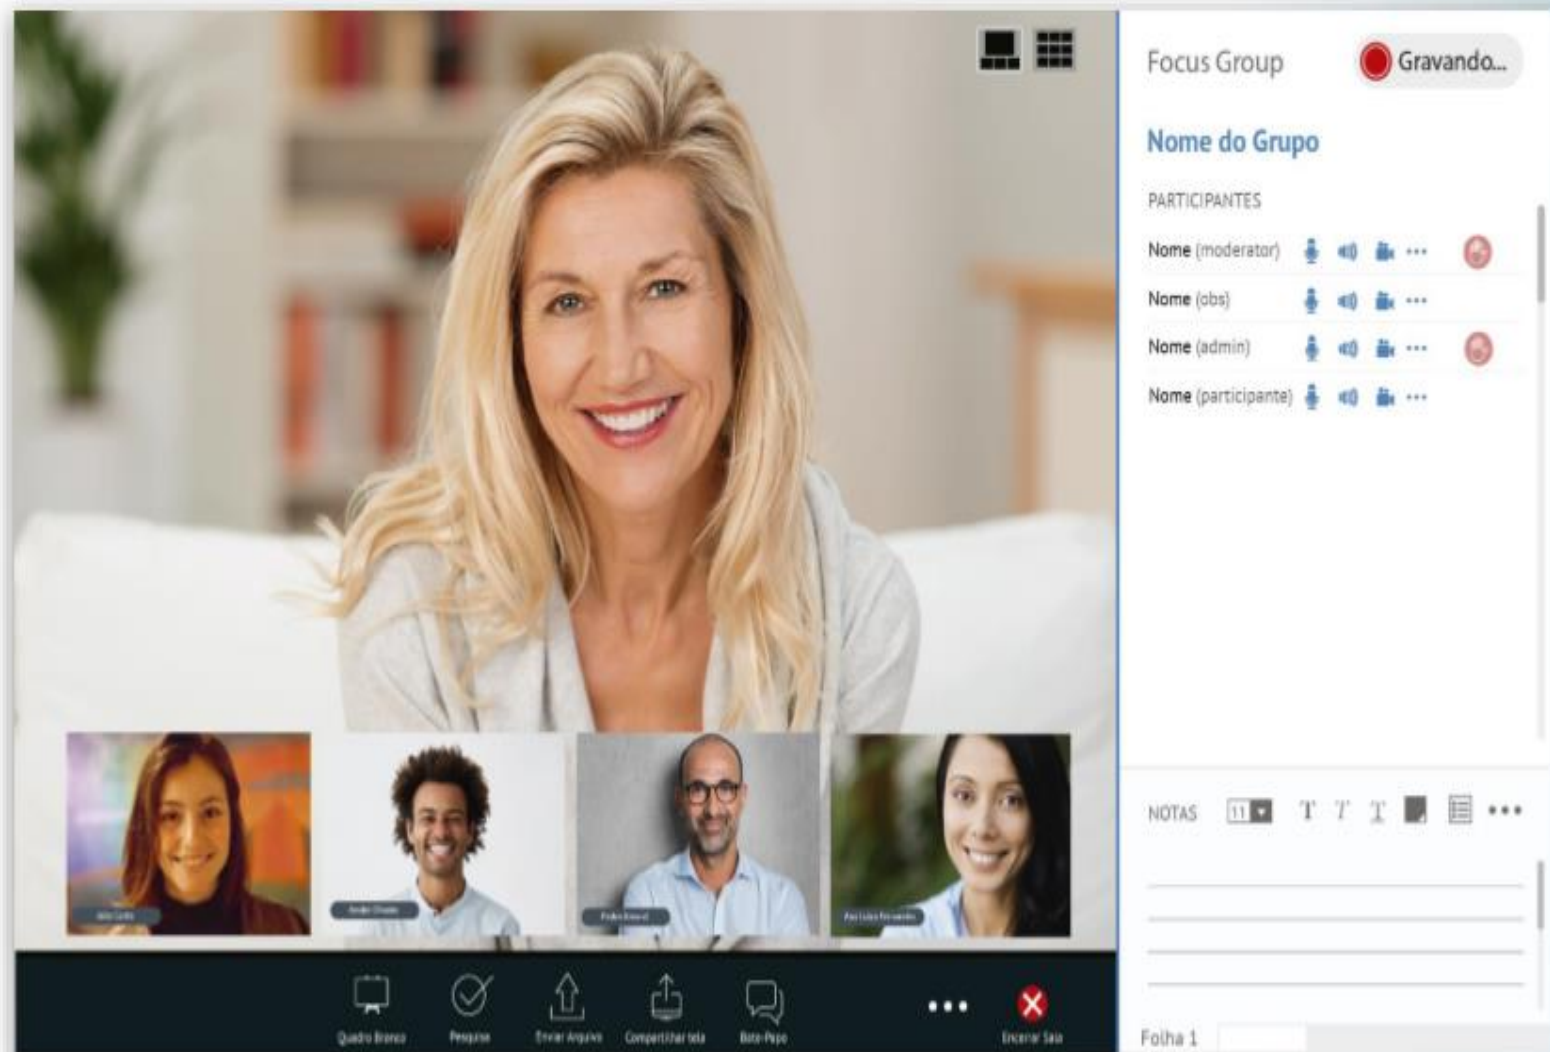 Focus Group
Gravando...
Nome do Grupo
PARTICIPANTES
Nome (moderator)
Nome (obs)
Nome (admin)
Nome (participante)
NOTAS
11
T T T
Folha 1
Quadro Branco
Pesquisa
Enviar Arquivo
Compartilhar tela
Bate-Papo
Encerrar Sala